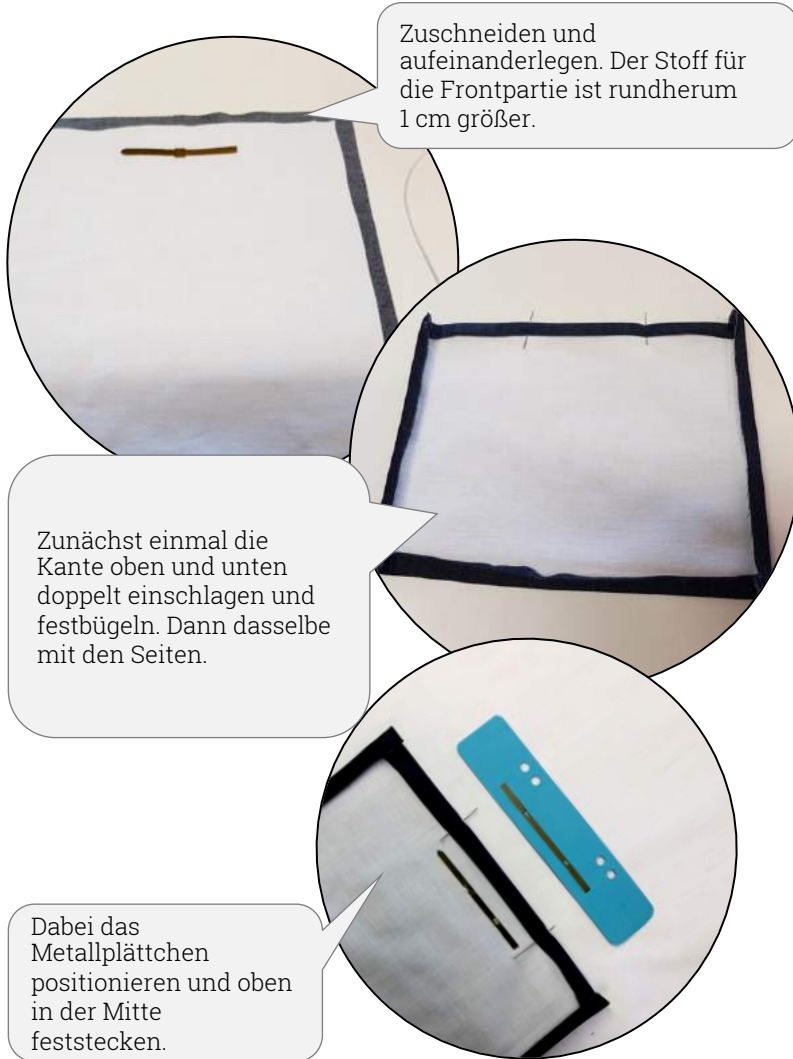 Zuschneiden und
aufeinanderlegen. Der Stoff für
die Frontpartie ist rundherum
1 cm größer.
Zunächst einmal die
Kante oben und unten
doppelt einschlagen und
festbügeln. Dann dasselbe
mit den Seiten.
Dabei das
Metallplättchen
positionieren und oben
in der Mitte
feststecken.